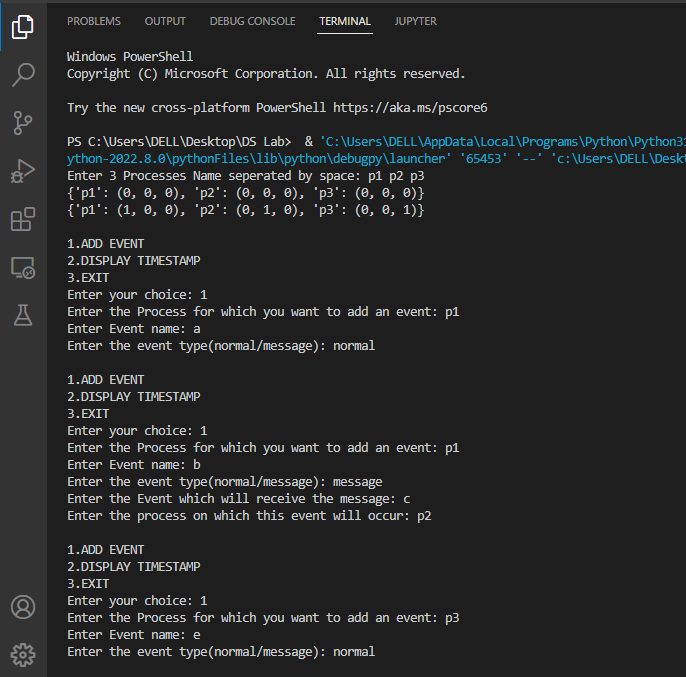 PROBLEMS OUTPUT DEBUG CONSOLE TERMINAL JUPYTER
Windows PowerShell
Copyright (C) Microsoft Corporation. All rights reserved.
Try the new cross-platform PowerShell https://aka.ms/pscore6
PS C:\Users\DELL\Desktop\DS Lab>  & 'C:\Users\DELL\AppData\Local\Programs\Python\Python31
ython-2022.8.0\pythonFiles\lib\python\debugpy\launcher' '65453' '--' 'c:\Users\DELL\Deskt
Enter 3 Processes Name seperated by space: p1 p2 p3
{'p1': (0, 0, 0), 'p2': (0, 0, 0), 'p3': (0, 0, 0)}
{'p1': (1, 0, 0), 'p2': (0, 1, 0), 'p3': (0, 0, 1)}
1.ADD EVENT
2.DISPLAY TIMESTAMP
3.EXIT
Enter your choice: 1
Enter the Process for which you want to add an event: p1
Enter Event name: a
Enter the event type(normal/message): normal
1.ADD EVENT
2.DISPLAY TIMESTAMP
3.EXIT
Enter your choice: 1
Enter the Process for which you want to add an event: p1
Enter Event name: b
Enter the event type(normal/message): message
Enter the Event which will receive the message: c
Enter the process on which this event will occur: p2
1.ADD EVENT
2.DISPLAY TIMESTAMP
3.EXIT
Enter your choice: 1
Enter the Process for which you want to add an event: p3
Enter Event name: e
Enter the event type(normal/message): normal